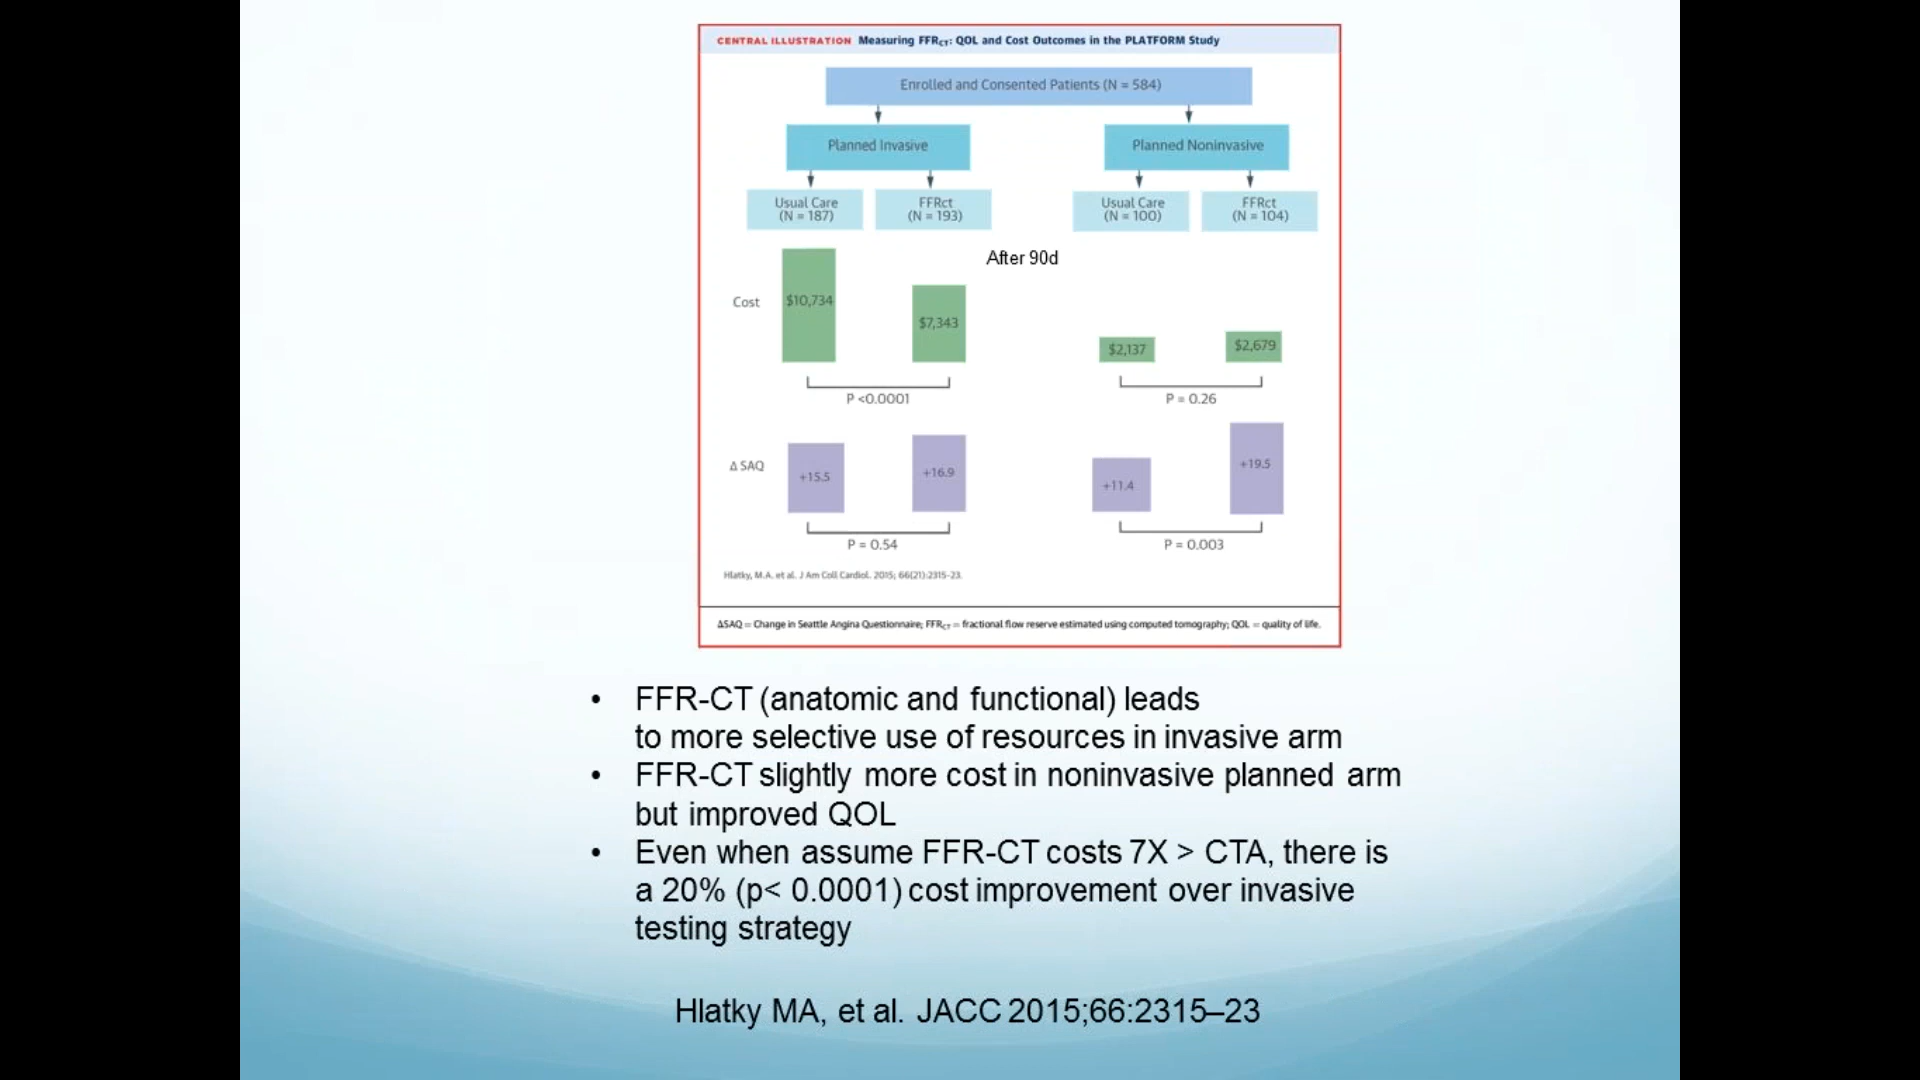 CENTRAL ILLUSTRATION Measuring FFRCT: QOL and Cost Outcomes in the PLATFORM Study
Enrolled and Consented Patients (N = 584)
Planned Invasive
Planned Noninvasive
Usual Care
(N = 187)
FFRct
(N = 193)
Usual Care
(N = 100)
FFRct
(N = 104)
After 90d
Cost
$10,734
$7,343
$2,137
$2,679
P <0.0001
P = 0.26
Δ SAQ
+15.5
+16.9
+11.4
+19.5
P = 0.54
P = 0.003
Hlatky, M.A. et al. J Am Coll Cardiol. 2015; 66(21):2315-23.
ΔSAQ = Change in Seattle Angina Questionnaire; FFRCT = fractional flow reserve estimated using computed tomography; QOL = quality of life.
• FFR-CT (anatomic and functional) leads
to more selective use of resources in invasive arm
• FFR-CT slightly more cost in noninvasive planned arm
but improved QOL
• Even when assume FFR-CT costs 7X > CTA, there is
a 20% (p< 0.0001) cost improvement over invasive
testing strategy
Hlatky MA, et al. JACC 2015;66:2315–23